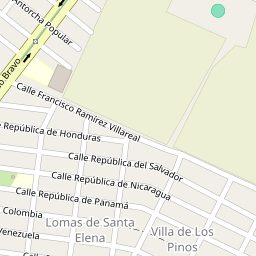 Antorcha Popular
o Bravo
Calle Francisco Ramírez Villareal
e República de Honduras
Calle República del Salvador
Calle República de Nicaragua
Calle República de Panamá
Colombia
Venezuela
Lomas de Santa
Elena
Villa de Los
Pinos